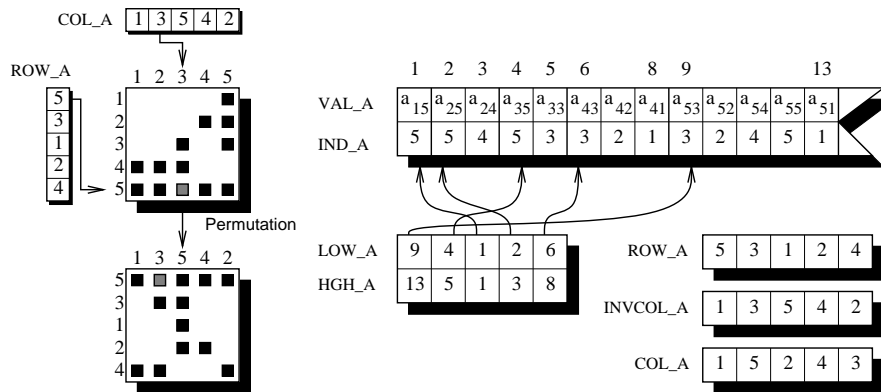 COL_A 1 3 5 4 2
ROW_A
5
3
1
2
4
1 2 3 4 5
1
2
3
4
5
Permutation
1 3 5 4 2
5
3
1
2
4
1 2 3 4 5 6 8 9 13
VAL_A a15 a25 a24 a35 a33 a43 a42 a41 a53 a52 a54 a55 a51
IND_A 5 5 4 5 3 3 2 1 3 2 4 5 1
LOW_A 9 4 1 2 6
HGH_A 13 5 1 3 8
ROW_A 5 3 1 2 4
INVCOL_A 1 3 5 4 2
COL_A 1 5 2 4 3